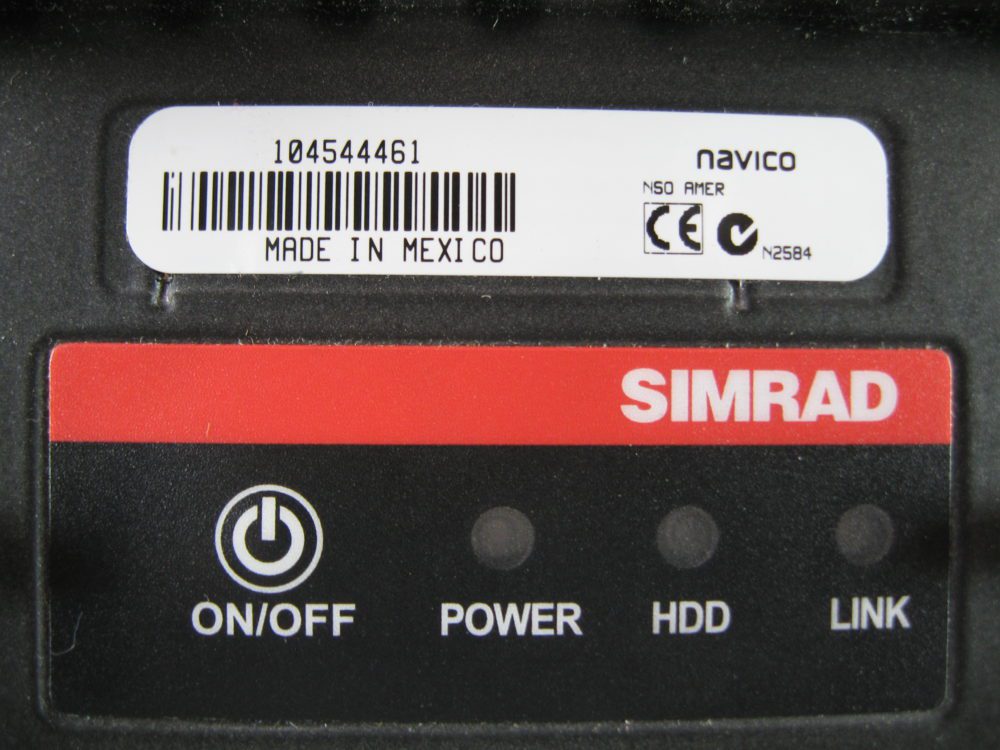 104544461
MADE IN MEXICO
navico
NSO AMER
CE
N2584
SIMRAD
ON/OFF
POWER
HDD
LINK